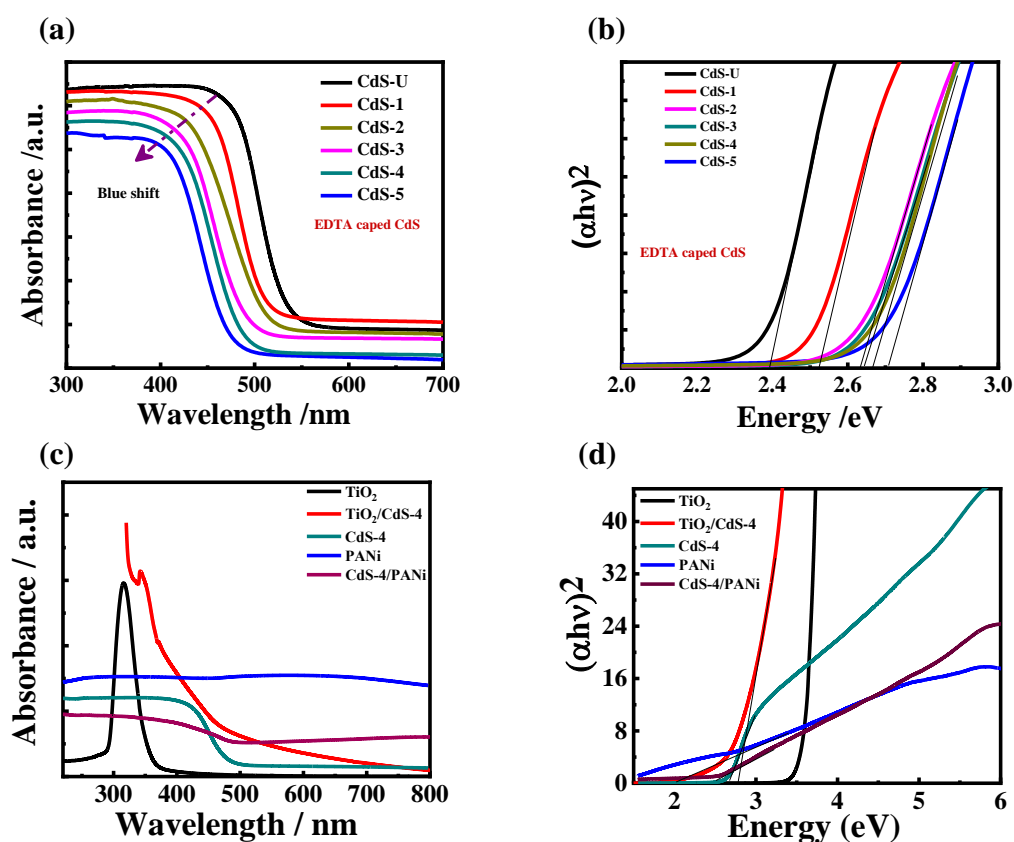 (a)
Absorbance /a.u.
CdS-U
CdS-1
CdS-2
CdS-3
CdS-4
CdS-5
Blue shift
EDTA caped CdS
300 400 500 600 700
Wavelength /nm
(b)
(αhν)2
CdS-U
CdS-1
CdS-2
CdS-3
CdS-4
CdS-5
EDTA caped CdS
2.0 2.2 2.4 2.6 2.8 3.0
Energy /eV
(c)
Absorbance / a.u.
TiO2
TiO2/CdS-4
CdS-4
PANi
CdS-4/PANi
300 400 500 600 700 800
Wavelength / nm
(d)
(αhν)2
44
36
24
16
8
0
TiO2
TiO2/CdS-4
CdS-4
PANi
CdS-4/PANi
2 3 4 5 6
Energy (eV)